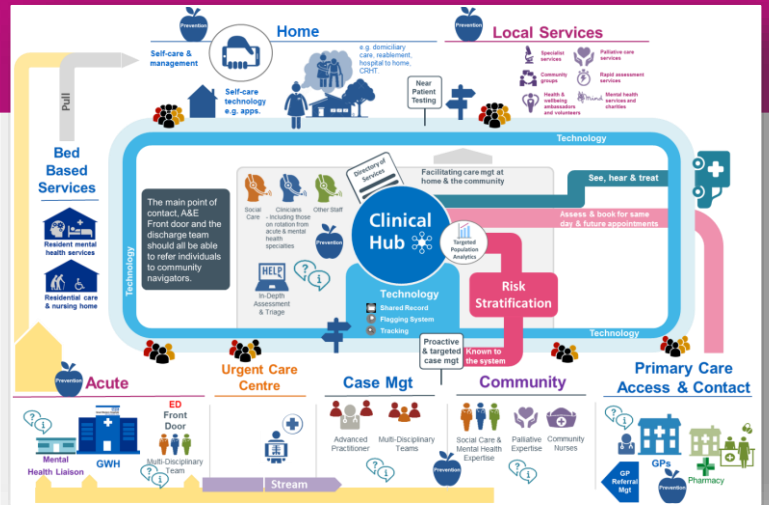 Prevention
Home
Prevention
Local Services
Self-care &
management
Self-care
technology
e.g. apps.
e.g. domiciliary
care, reablement,
hospital to home,
CRHT.
Near
Patient
Testing
Specialist
services
Palliative care
services
Community
groups
Rapid assessment
services
Health &
wellbeing
ambassadors
and volunteers
mind
Mental health
services and
charities
Pull
Technology
Bed
Based
Services
Resident mental
health services
Residential care
& nursing home
Technology
The main point of
contact, A&E
Front door and the
discharge team
should all be able
to refer individuals
to community
navigators.
Social
Care
Clinicians
- including those
on rotation from
acute & mental
health
specialties
Other Staff
Prevention
HELP
In-Depth
Assessment
& Triage
Directory of
Services
Facilitating care mgt at
home & the community
Clinical
Hub
Targeted
Population
Analytics
Technology
Shared Record
Flagging System
Tracking
See, hear & treat
Assess & book for same
day & future appointments
Risk
Stratification
Technology
Proactive
& targeted
case mgt
Known to
the system
Prevention
Acute
Mental
Health Liaison
GWH
ED
Front
Door
Multi-Disciplinary
Team
Urgent Care
Centre
Stream
Case Mgt
Advanced
Practitioner
Multi-Disciplinary
Teams
Prevention
Community
Social Care &
Mental Health
Expertise
Palliative
Expertise
Community
Nurses
Primary Care
Access & Contact
GPs
GP
Referral
Mgt
Prevention
Pharmacy